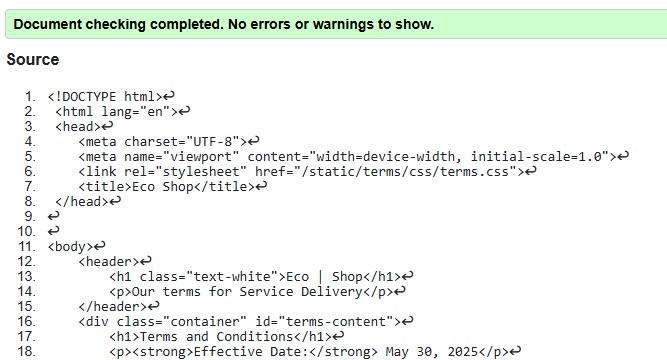 Document checking completed. No errors or warnings to show.
Source
1. <!DOCTYPE html>↩
2. <html lang="en">↩
3. <head>↩
4. <meta charset="UTF-8">↩
5. <meta name="viewport" content="width=device-width, initial-scale=1.0">↩
6. <link rel="stylesheet" href="/static/terms/css/terms.css">↩
7. <title>Eco Shop</title>↩
8. </head>↩
9. ↩
10. ↩
11. <body>↩
12. <header>↩
13. <h1 class="text-white">Eco | Shop</h1>↩
14. <p>Our terms for Service Delivery</p>↩
15. </header>↩
16. <div class="container" id="terms-content">↩
17. <h1>Terms and Conditions</h1>↩
18. <p><strong>Effective Date:</strong> May 30, 2025</p>↩